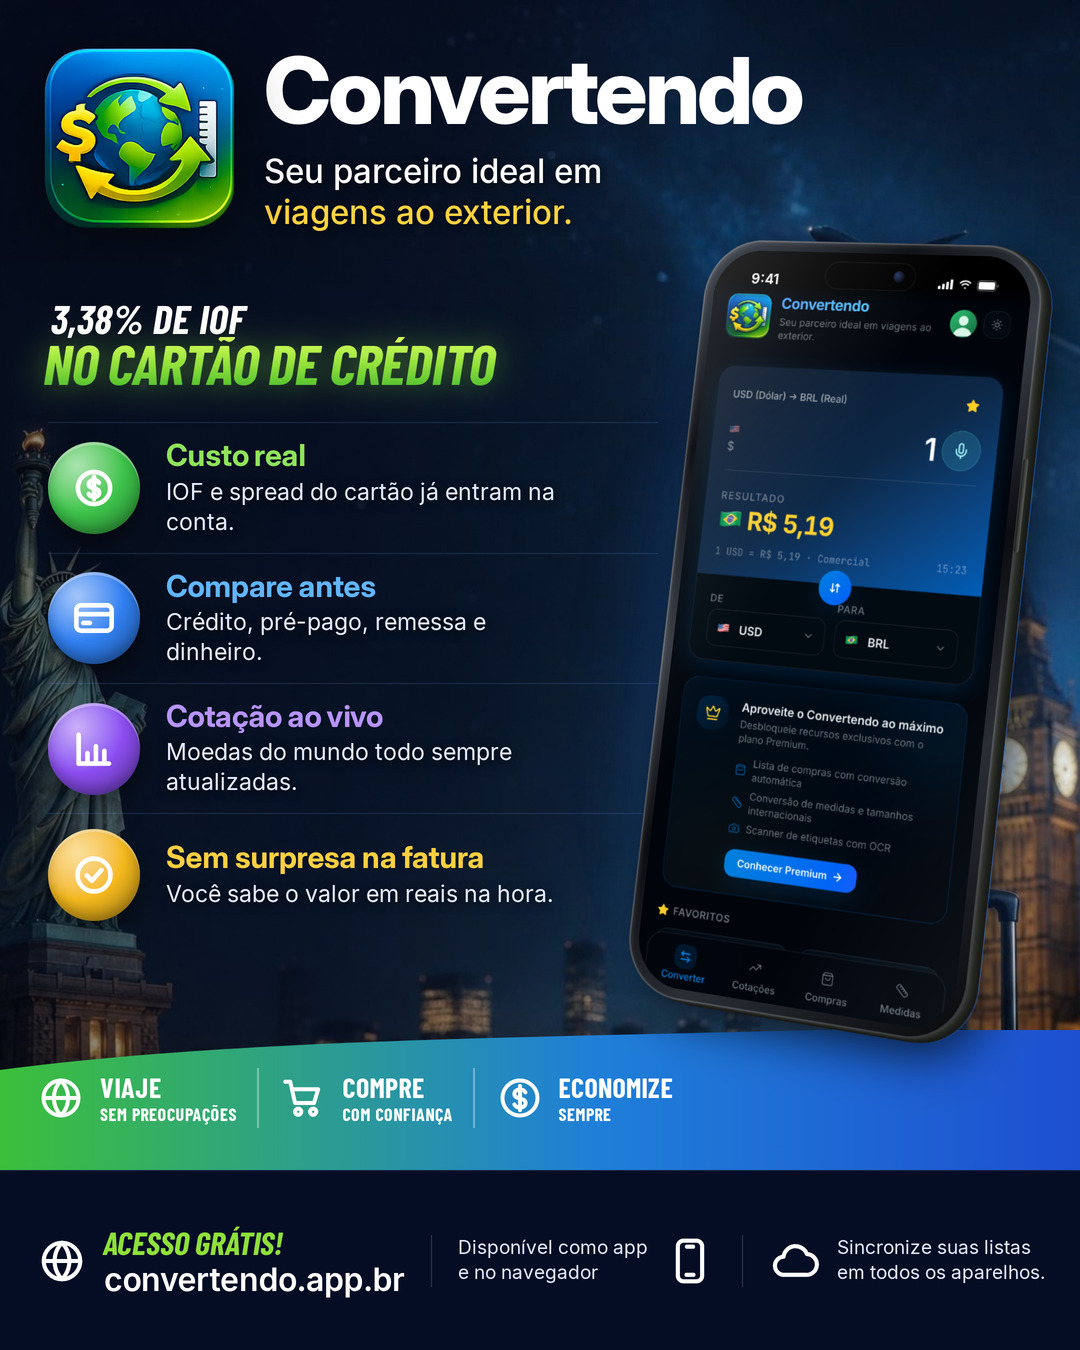 Convertendo
Seu parceiro ideal em
viagens ao exterior.
3,38% DE IOF
NO CARTÃO DE CRÉDITO
Custo real
IOF e spread do cartão já entram na
conta.
Compare antes
Crédito, pré-pago, remessa e
dinheiro.
Cotação ao vivo
Moedas do mundo todo sempre
atualizadas.
Sem surpresa na fatura
Você sabe o valor em reais na hora.
9:41
Convertendo
Seu parceiro ideal em viagens ao
exterior.
USD (Dólar) → BRL (Real)
$
1
RESULTADO
R$ 5,19
1 USD = R$ 5,19 · Comercial
15:23
DE
PARA
USD
BRL
Aproveite o Convertendo ao máximo
Desbloqueie recursos exclusivos com o
plano Premium.
Lista de compras com conversão
automática
Conversão de medidas e tamanhos
internacionais
Scanner de etiquetas com OCR
Conhecer Premium →
FAVORITOS
Converter
Cotações
Compras
Medidas
VIAJE
SEM PREOCUPAÇÕES
COMPRE
COM CONFIANÇA
ECONOMIZE
SEMPRE
ACESSO GRÁTIS!
convertendo.app.br
Disponível como app
e no navegador
Sincronize suas listas
em todos os aparelhos.